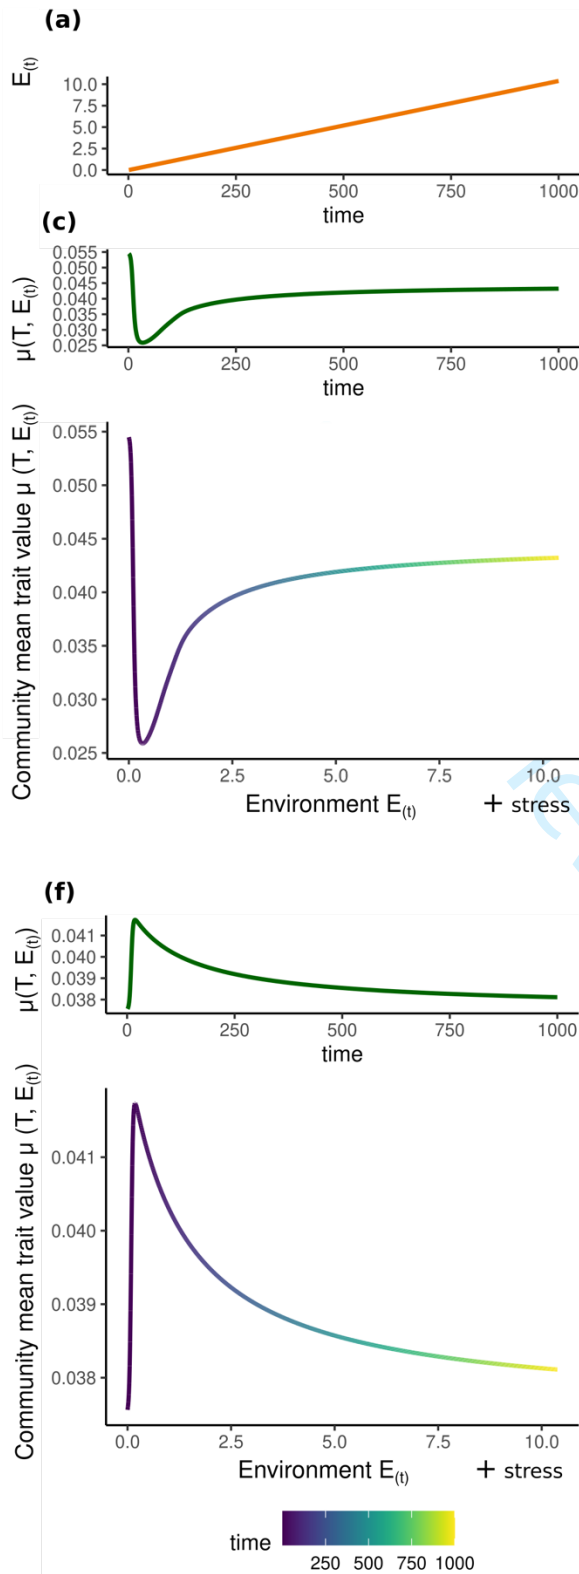 (a)
E(t)
10.0
7.5
5.0
2.5
0.0
0 250 500 750 1000
time
(c)
μ(T, E(t))
0.055
0.050
0.045
0.040
0.035
0.030
0.025
0 250 500 750 1000
time
Community mean trait value μ (T, E(t))
0.055
0.050
0.045
0.040
0.035
0.030
0.025
0.0 2.5 5.0 7.5 10.0
Environment E(t) + stress
(f)
μ(T, E(t))
0.041
0.040
0.039
0.038
0 250 500 750 1000
time
Community mean trait value μ (T, E(t))
0.041
0.040
0.039
0.038
0.0 2.5 5.0 7.5 10.0
Environment E(t) + stress
time
250 500 750 1000